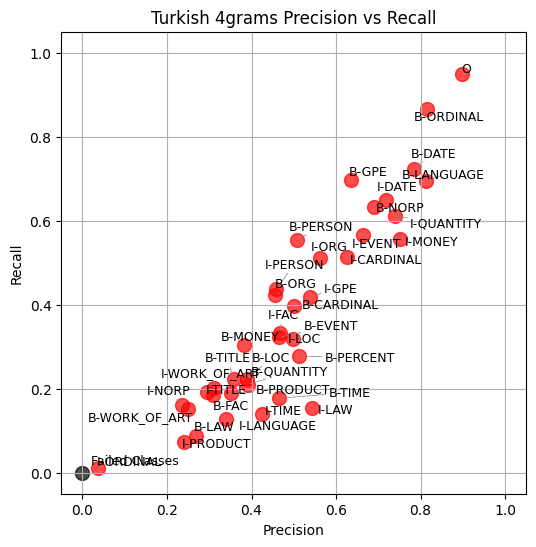 Turkish 4grams Precision vs Recall
1.0
0.8
0.6
0.4
0.2
0.0
Recall
O
B-ORDINAL
B-DATE
B-GPE
B-LANGUAGE
I-DATE
B-NORP
I-QUANTITY
B-PERSON
I-EVENT
I-MONEY
I-ORG
I-CARDINAL
I-PERSON
B-ORG
I-GPE
B-CARDINAL
I-FAC
B-EVENT
B-MONEY
I-LOC
B-TITLE
B-LOC
B-PERCENT
I-WORK_OF_ART
B-QUANTITY
I-NORP
I-TITLE
B-PRODUCT
B-TIME
B-FAC
I-TIME
I-LAW
B-WORK_OF_ART
B-LAW
I-LANGUAGE
I-PRODUCT
Failed Classes
I-ORDINAL
0.0 0.2 0.4 0.6 0.8 1.0
Precision